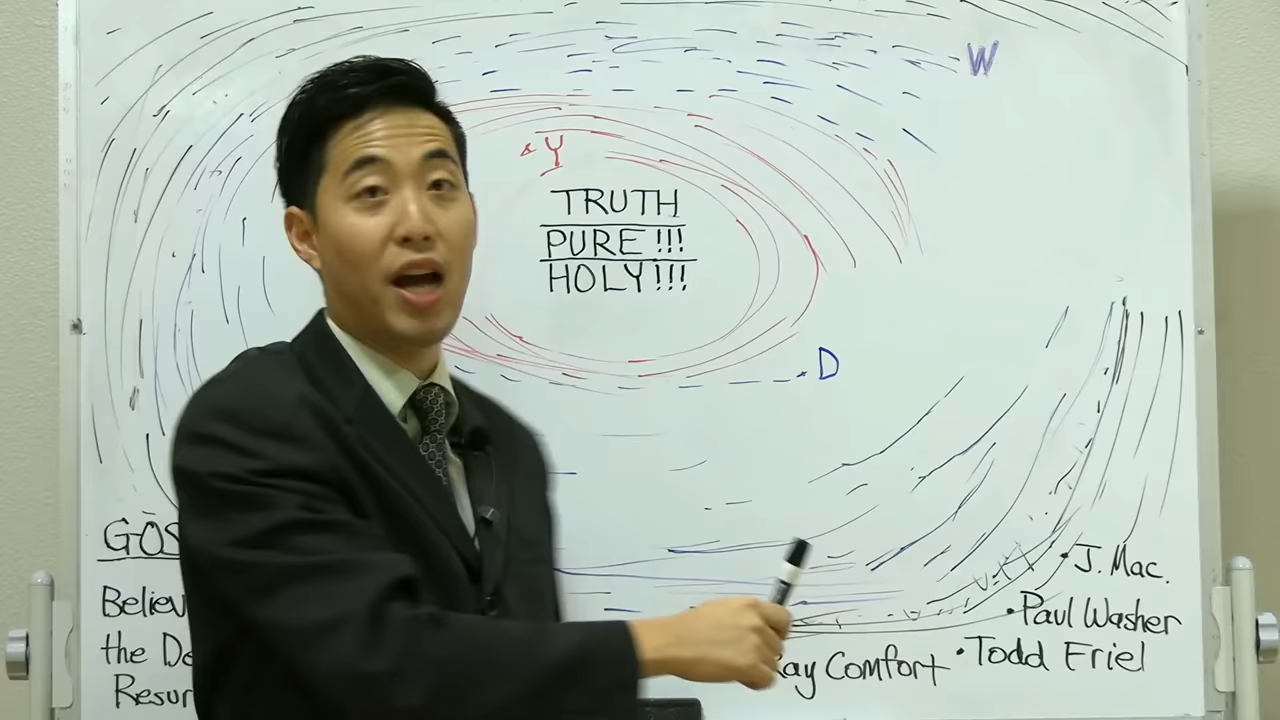 W
Y
TRUTH
PURE !!!
HOLY!!!
D
GOS
Believ
the De
Resur
• J. Mac.
• Paul Washer
Ray Comfort • Todd Friel